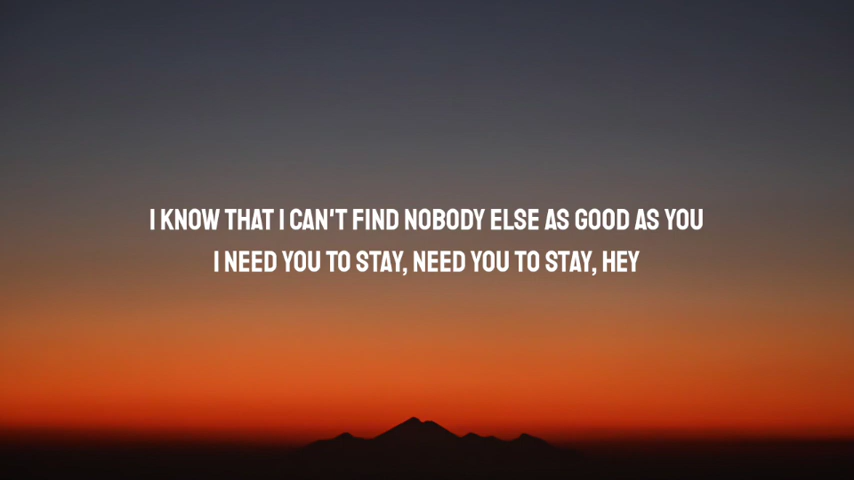 I KNOW THAT I CAN'T FIND NOBODY ELSE AS GOOD AS YOU
I NEED YOU TO STAY, NEED YOU TO STAY, HEY